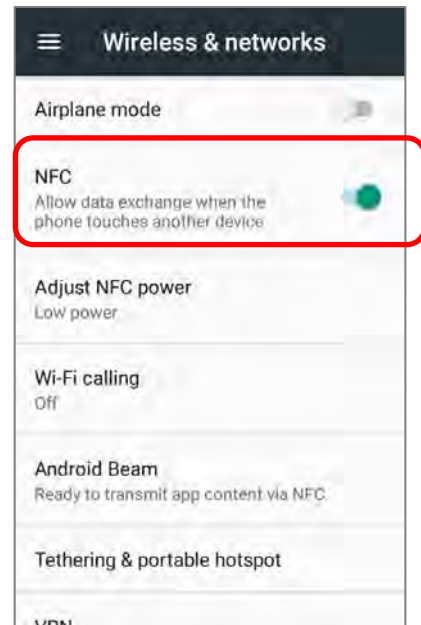 Wireless & networks
Airplane mode
NFC
Allow data exchange when the
phone touches another device
Adjust NFC power
Low power
Wi-Fi calling
Off
Android Beam
Ready to transmit app content via NFC
Tethering & portable hotspot
VPN